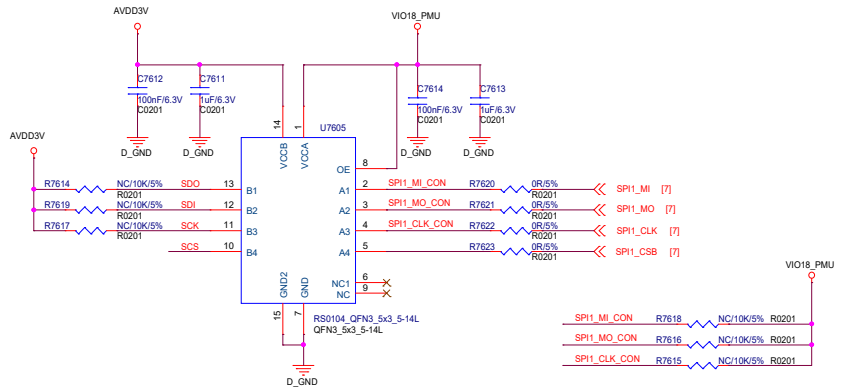 AVDD3V
VIO18_PMU
C7612
100nF/6.3V
C0201
C7611
1uF/6.3V
C0201
C7614
100nF/6.3V
C0201
C7613
1uF/6.3V
C0201
D_GND
D_GND
D_GND
D_GND
U7605
14
1
VCCB
VCCA
OE
8
AVDD3V
R7614
NC/10K/5%
R0201
SDO
13
B1
A1
2
SPI1_MI_CON
R7620
0R/5%
R0201
SPI1_MI
[7]
R7619
NC/10K/5%
R0201
SDI
12
B2
A2
3
SPI1_MO_CON
R7621
0R/5%
R0201
SPI1_MO
[7]
R7617
NC/10K/5%
R0201
SCK
11
B3
A3
4
SPI1_CLK_CON
R7622
0R/5%
R0201
SPI1_CLK
[7]
SCS
10
B4
A4
5
R7623
0R/5%
R0201
SPI1_CSB
[7]
NC1
6
NC
9
GND2
GND
15
7
RS0104_QFN3_5x3_5-14L
QFN3_5x3_5-14L
D_GND
VIO18_PMU
SPI1_MI_CON
R7618
NC/10K/5%
R0201
SPI1_MO_CON
R7616
NC/10K/5%
R0201
SPI1_CLK_CON
R7615
NC/10K/5%
R0201